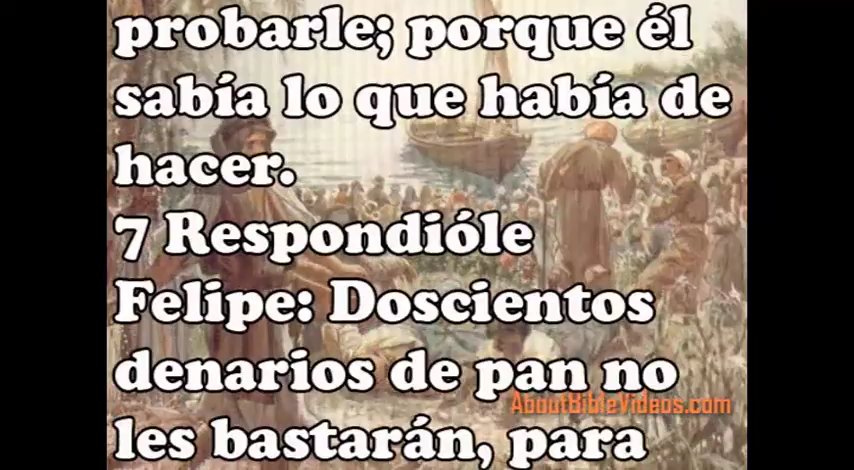 probarle; porque él
sabía lo que había de
hacer.
7 Respondióle
Felipe: Doscientos
denarios de pan no
AboutBibleVideos.com
les bastarán, para